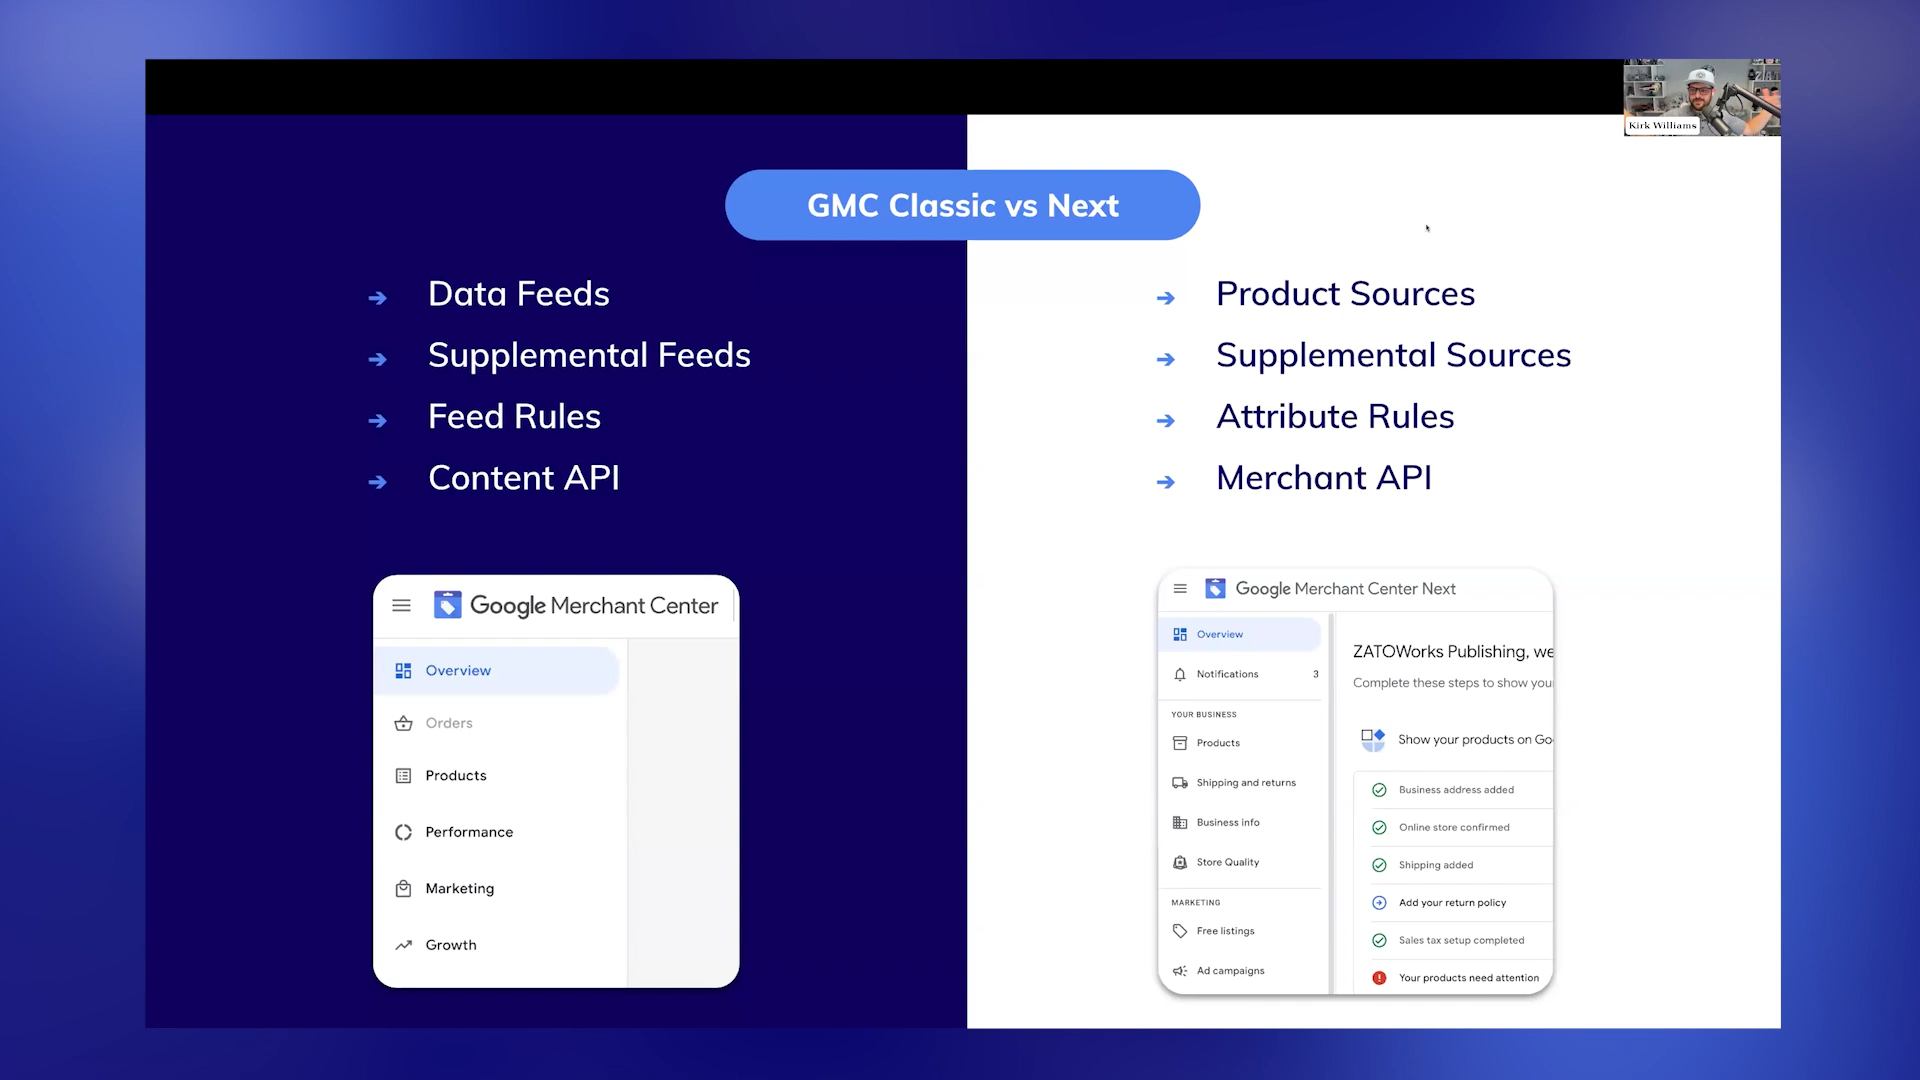 Kirk Williams
GMC Classic vs Next
Data Feeds
Supplemental Feeds
Feed Rules
Content API
Product Sources
Supplemental Sources
Attribute Rules
Merchant API
Google Merchant Center
Overview
Orders
Products
Performance
Marketing
Growth
Google Merchant Center Next
Overview
Notifications 3
YOUR BUSINESS
Products
Shipping and returns
Business info
Store Quality
MARKETING
Free listings
Ad campaigns
ZATOWorks Publishing, we
Complete these steps to show you
Show your products on Go
Business address added
Online store confirmed
Shipping added
Add your return policy
Sales tax setup completed
Your products need attention